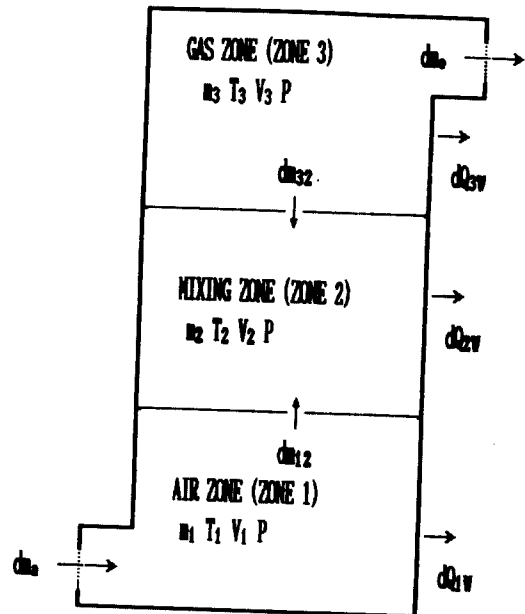 GAS ZONE (ZONE 3)
dmₑ
m₃ T₃ V₃ P
dQ₃w
dm₃₂
MIXING ZONE (ZONE 2)
m₂ T₂ V₂ P
dQ₂w
dm₁₂
AIR ZONE (ZONE 1)
m₁ T₁ V₁ P
dmₐ
dQ₁w